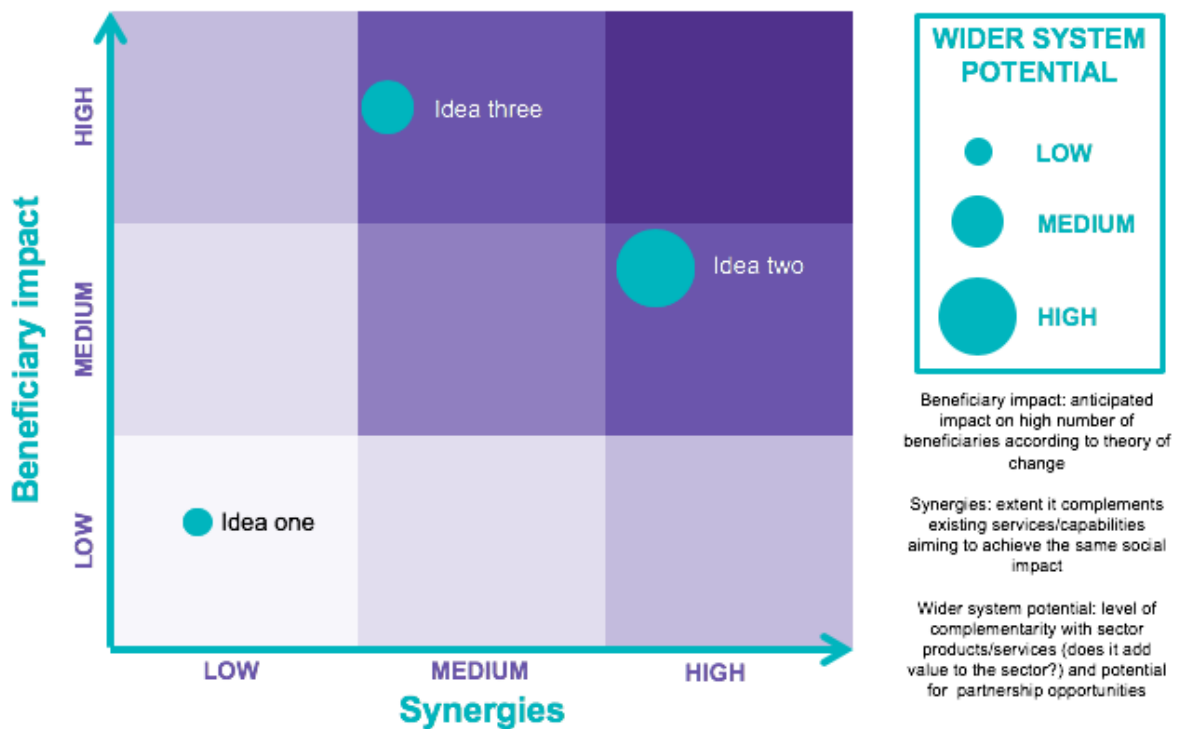 Beneficiary impact
HIGH
MEDIUM
LOW
Idea three
Idea two
Idea one
LOW
MEDIUM
HIGH
Synergies
WIDER SYSTEM
POTENTIAL
LOW
MEDIUM
HIGH
Beneficiary impact: anticipated
impact on high number of
beneficiaries according to theory of
change
Synergies: extent it complements
existing services/capabilities
aiming to achieve the same social
impact
Wider system potential: level of
complementarity with sector
products/services (does it add
value to the sector?) and potential
for partnership opportunities